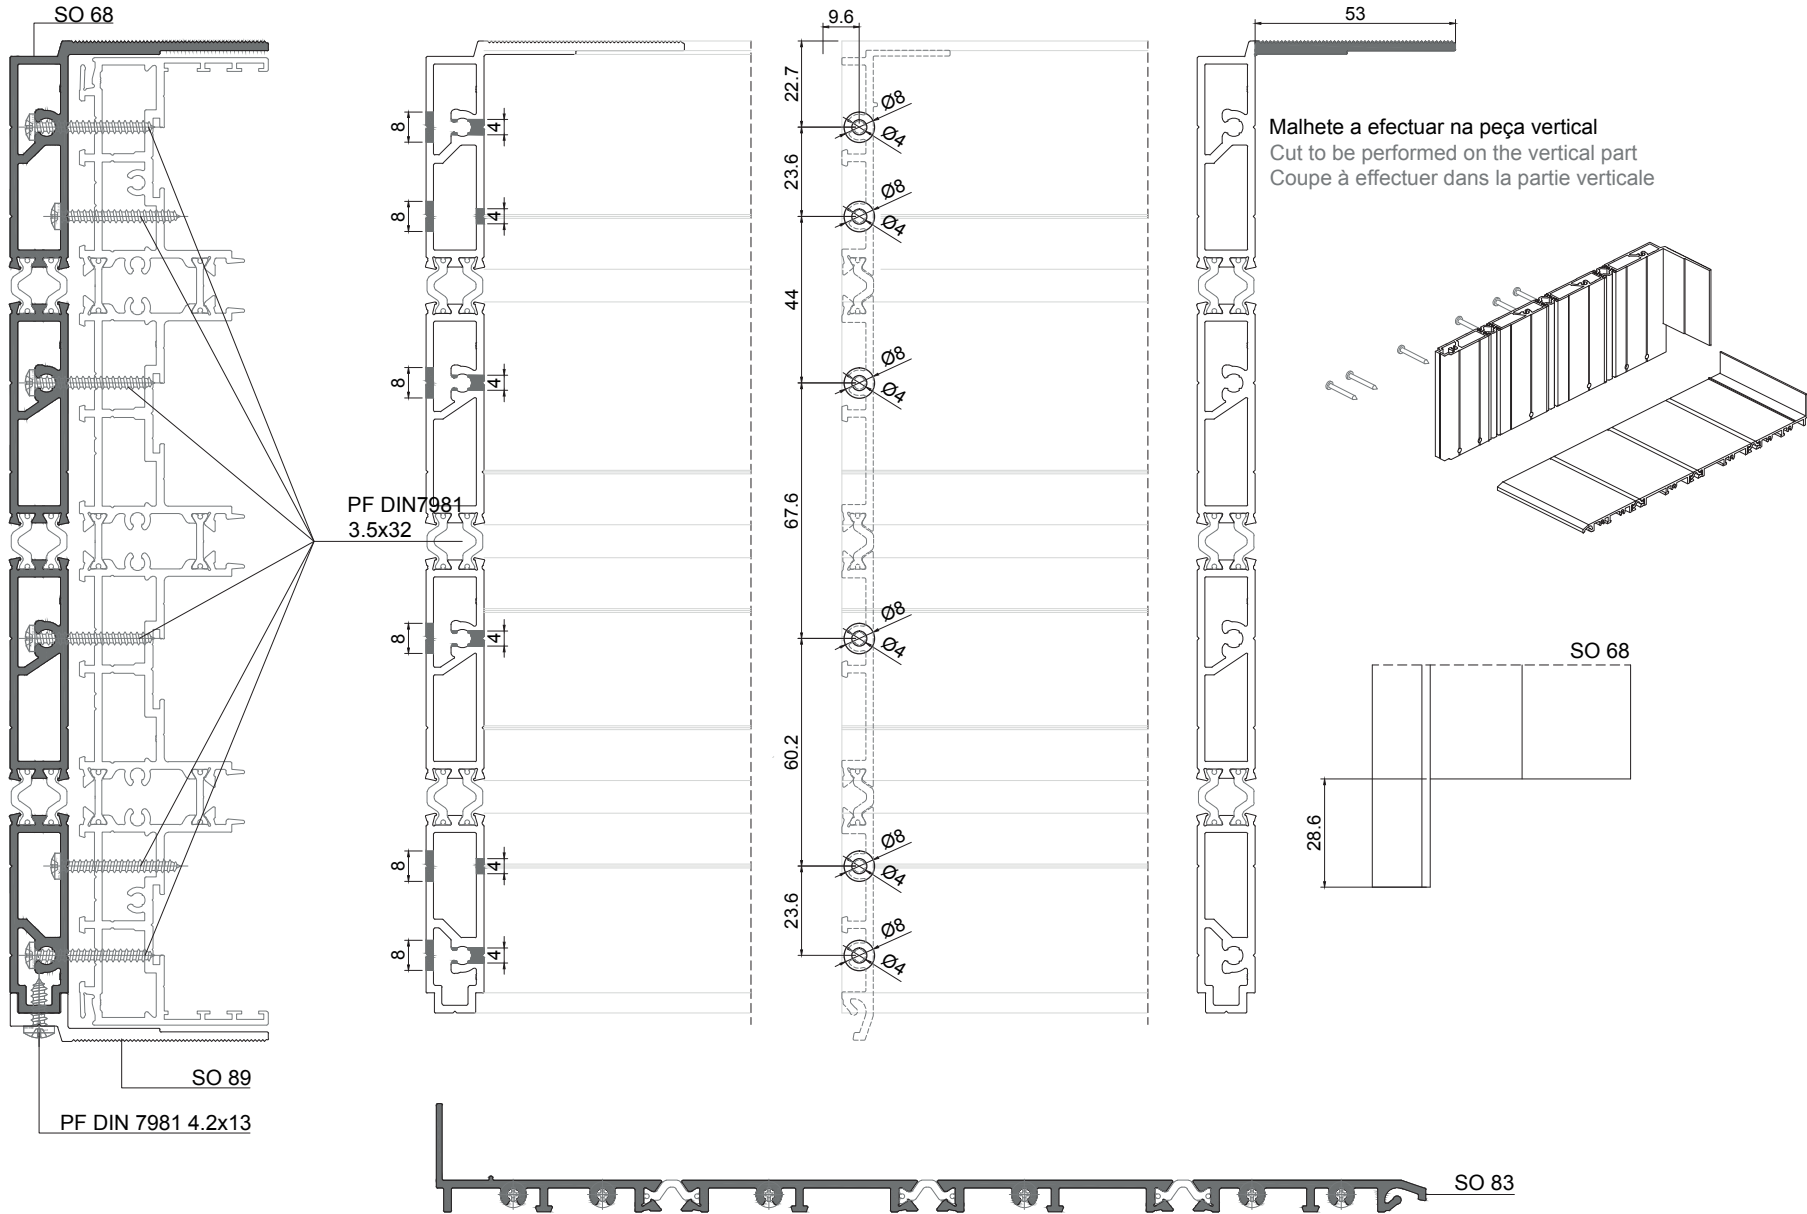 SO 68
9.6
53
22.7
Ø8
Ø4
8
4
Malhete a efectuar na peça vertical
Cut to be performed on the vertical part
Coupe à effectuer dans la partie verticale
23.6
Ø8
Ø4
8
4
44
Ø8
Ø4
8
4
PF DIN7981
3.5x32
67.6
Ø8
Ø4
8
4
SO 68
60.2
28.6
Ø8
Ø4
8
4
23.6
Ø8
Ø4
8
4
SO 89
PF DIN 7981 4.2x13
SO 83